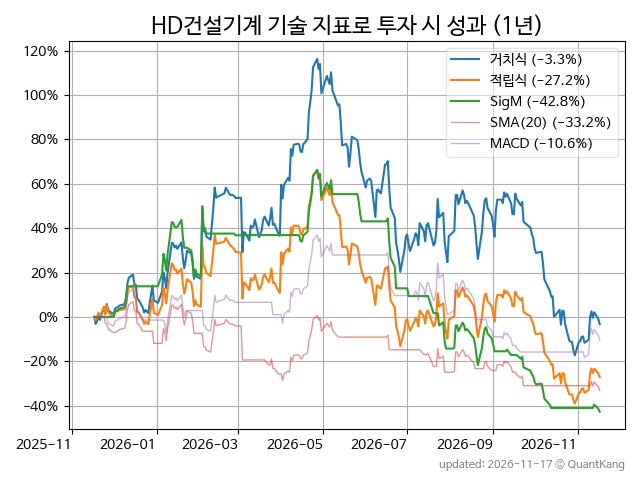 HD건설기계 기술 지표로 투자 시 성과 (1년)
거치식 (−3.3%)
적립식 (−27.2%)
SigM (−42.8%)
SMA(20) (−33.2%)
MACD (−10.6%)
120%
100%
80%
60%
40%
20%
0%
−20%
−40%
2025-11 2026-01 2026-03 2026-05 2026-07 2026-09 2026-11
updated: 2026-11-17 © QuantKang